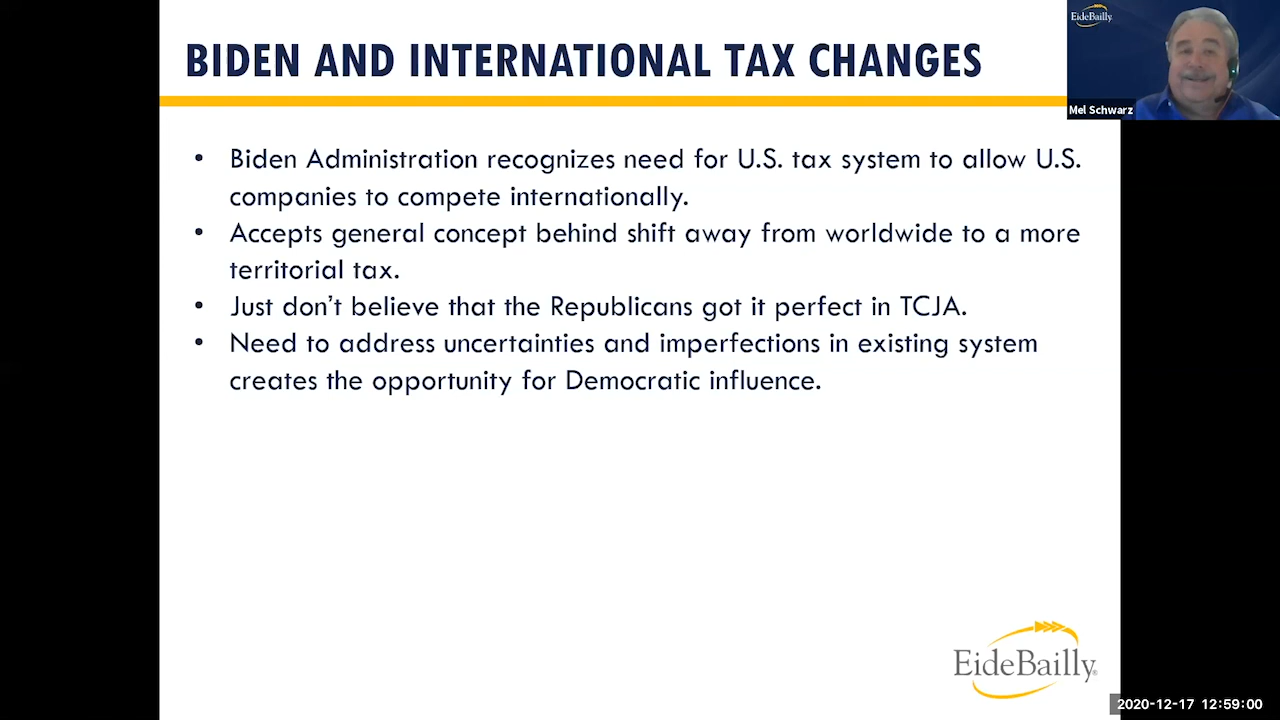 BIDEN AND INTERNATIONAL TAX CHANGES
EideBailly
Mel Schwarz
• Biden Administration recognizes need for U.S. tax system to allow U.S.
companies to compete internationally.
• Accepts general concept behind shift away from worldwide to a more
territorial tax.
• Just don’t believe that the Republicans got it perfect in TCJA.
• Need to address uncertainties and imperfections in existing system
creates the opportunity for Democratic influence.
EideBailly®
2020-12-17 12:59:00